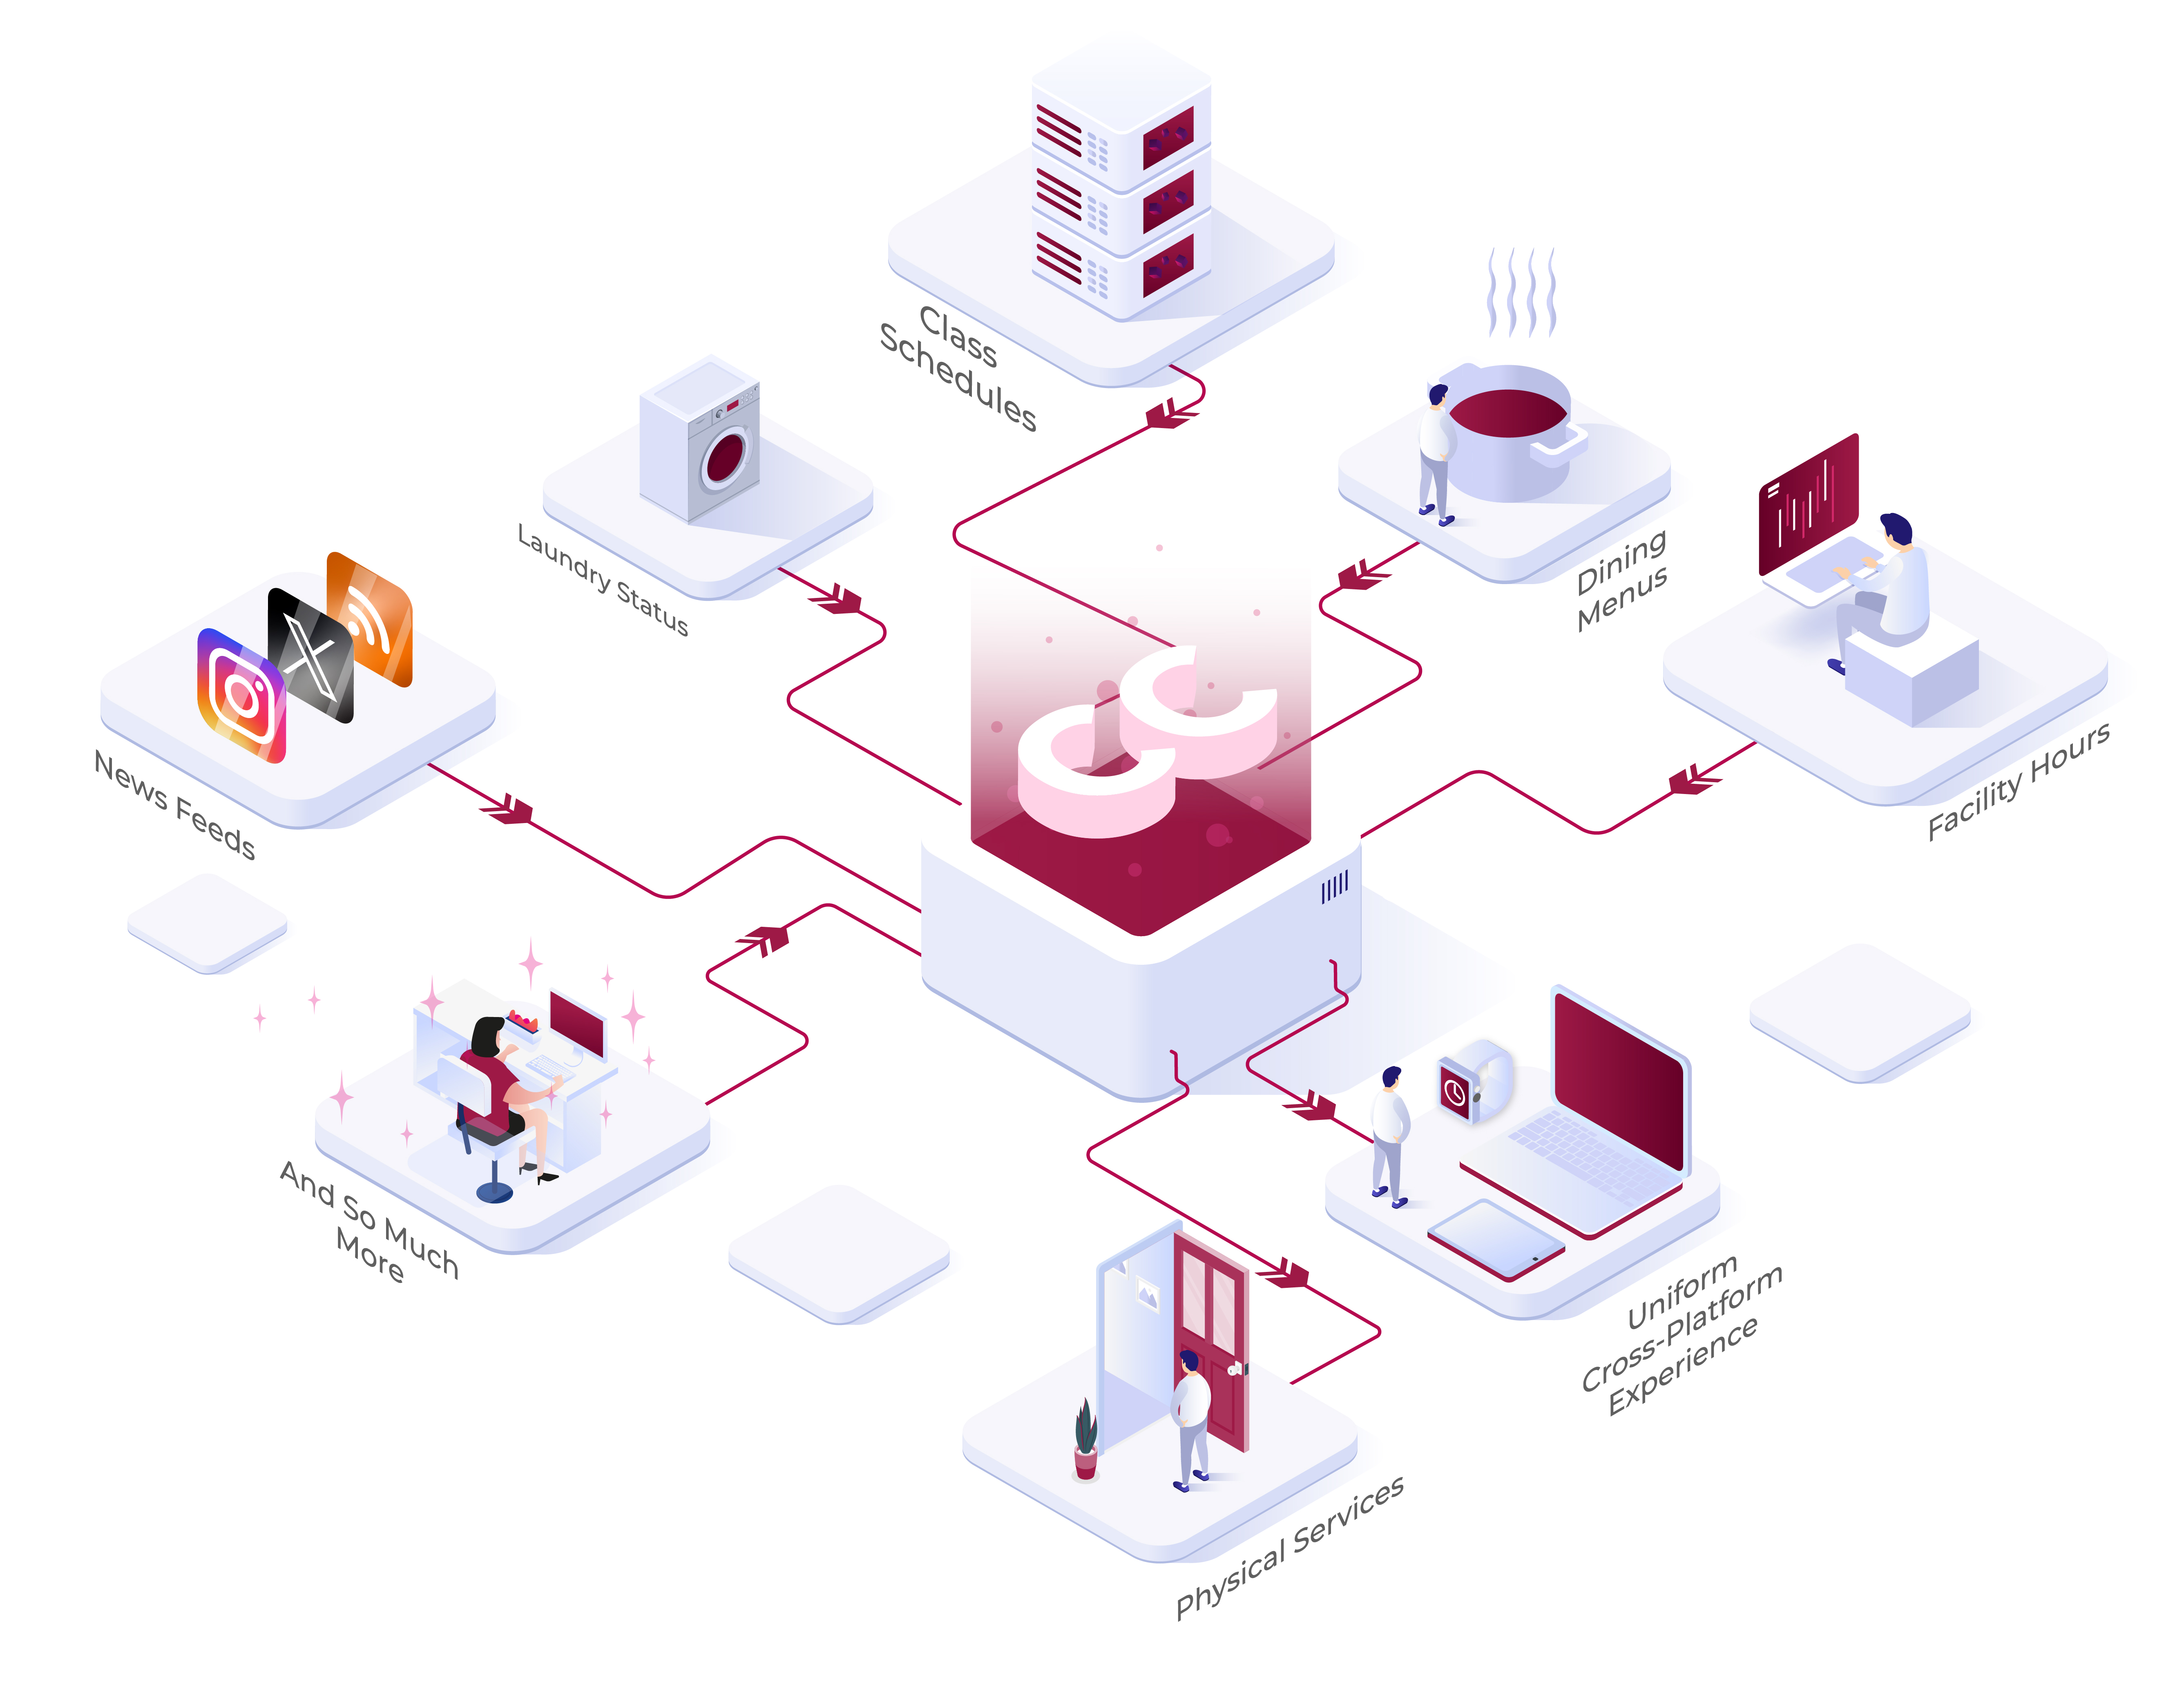 Class
Schedules
Laundry Status
Dining
Menus
News Feeds
Facility Hours
CC
And So Much
More
Uniform
Cross-Platform
Experience
Physical Services